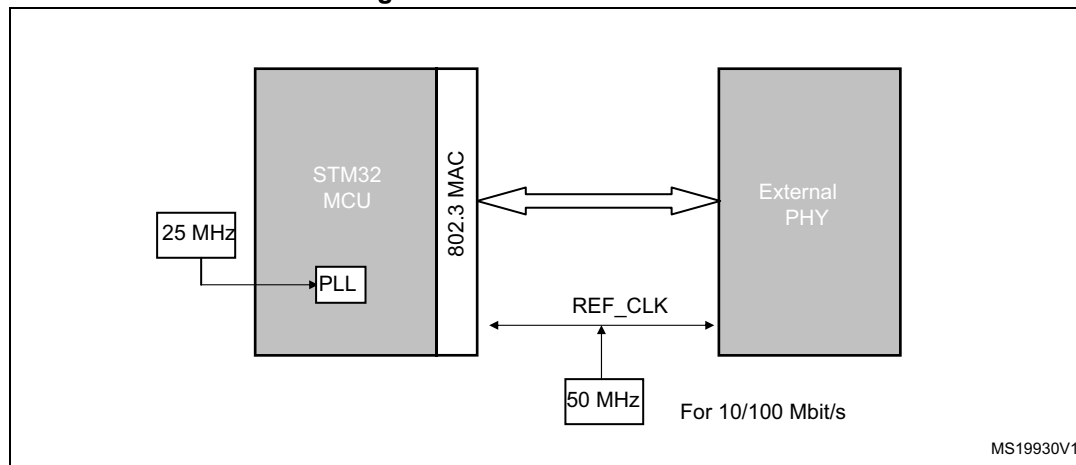 STM32
MCU
802.3 MAC
External
PHY
25 MHz
PLL
REF_CLK
50 MHz
For 10/100 Mbit/s
MS19930V1